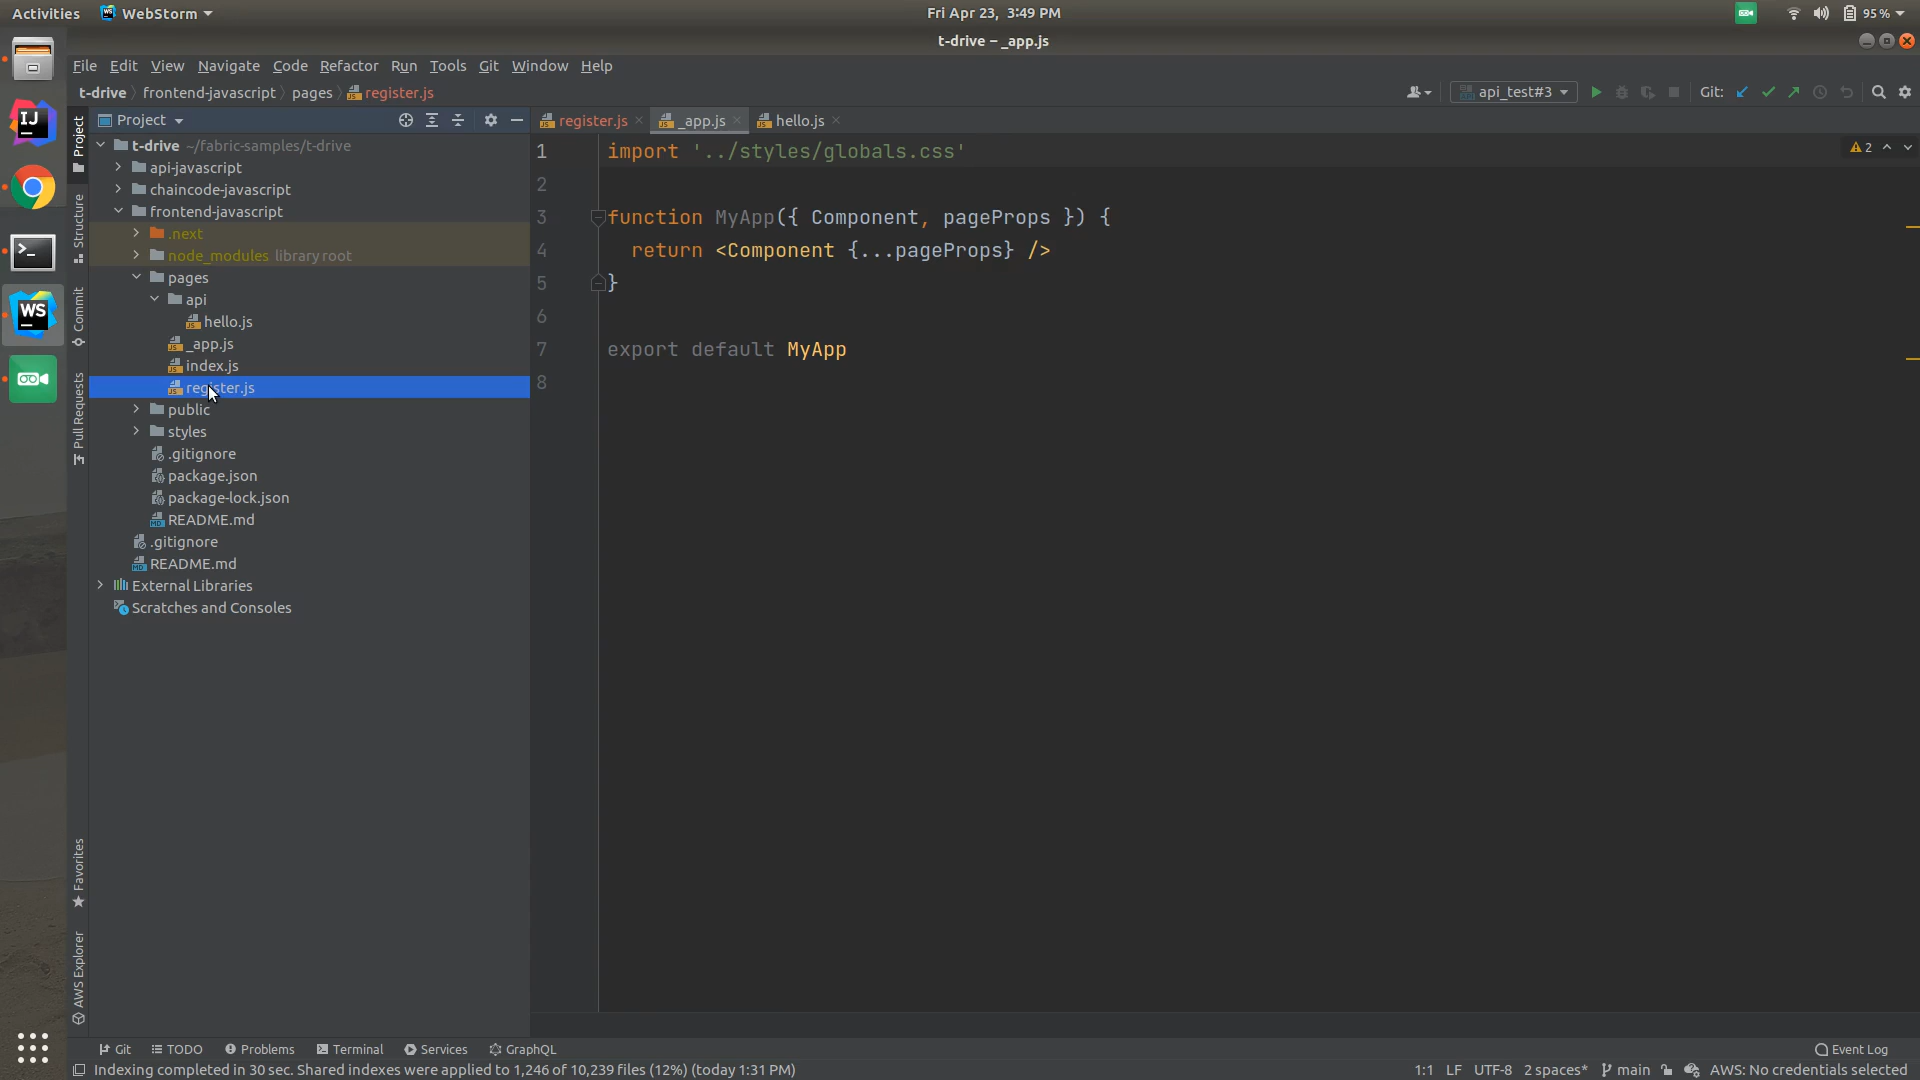 Activities WebStorm Fri Apr 23, 3:49 PM 95 %
t-drive – _app.js
File Edit View Navigate Code Refactor Run Tools Git Window Help
t-drive frontend-javascript pages register.js api_test#3 Git:
Project register.js _app.js hello.js
t-drive ~/fabric-samples/t-drive
api-javascript
chaincode-javascript
frontend-javascript
.next
node_modules library root
pages
api
hello.js
_app.js
index.js
register.js
public
styles
.gitignore
package.json
package-lock.json
README.md
.gitignore
README.md
External Libraries
Scratches and Consoles
1 import '../styles/globals.css'
2
3 function MyApp({ Component, pageProps }) {
4 return <Component {...pageProps} />
5 }
6
7 export default MyApp
8
2
Project
Structure
Commit
Pull Requests
Favorites
AWS Explorer
IJ
WS
Git TODO Problems Terminal Services GraphQL Event Log
Indexing completed in 30 sec. Shared indexes were applied to 1,246 of 10,239 files (12%) (today 1:31 PM) 1:1 LF UTF-8 2 spaces* main AWS: No credentials selected